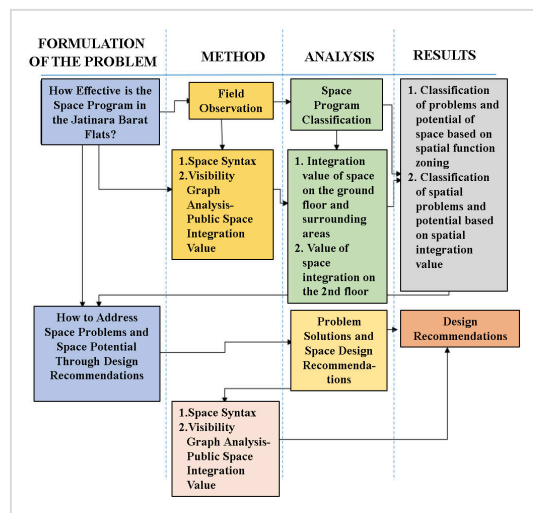 FORMULATION
OF THE PROBLEM
METHOD
ANALYSIS
RESULTS
How Effective is the
Space Program in
the Jatinara Barat
Flats?
Field
Observation
Space
Program
Classification
1. Classification
of problems and
potential of
space based on
spatial function
zoning
2. Classification
of spatial
problems and
potential based
on spatial
integration
value
1.Space Syntax
2.Visibility
Graph
Analysis-
Public Space
Integration
Value
1. Integration
value of space
on the ground
floor and
surrounding
areas
2. Value of
space
integration on
the 2nd floor
How to Address
Space Problems and
Space Potential
Through Design
Recommendations
Problem
Solutions and
Space Design
Recommenda-
tions
Design
Recommendations
1.Space Syntax
2.Visibility
Graph Analysis-
Public Space
Integration
Value